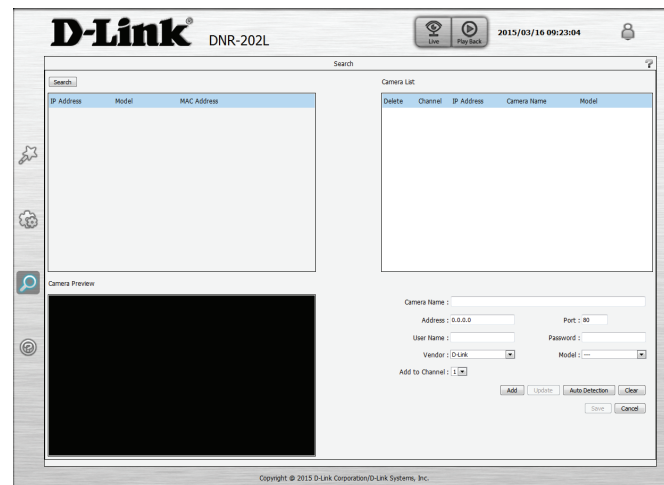 D-Link® DNR-202L
Live Play Back 2015/03/16 09:23:04
Search ?
Search
Camera List
IP Address Model MAC Address
Delete Channel IP Address Camera Name Model
Camera Preview
Camera Name :
Address : 0.0.0.0 Port : 80
User Name : Password :
Vendor : D-Link Model : ---
Add to Channel : 1
Add Update Auto Detection Clear
Save Cancel
Copyright @ 2015 D-Link Corporation/D-Link Systems, Inc.